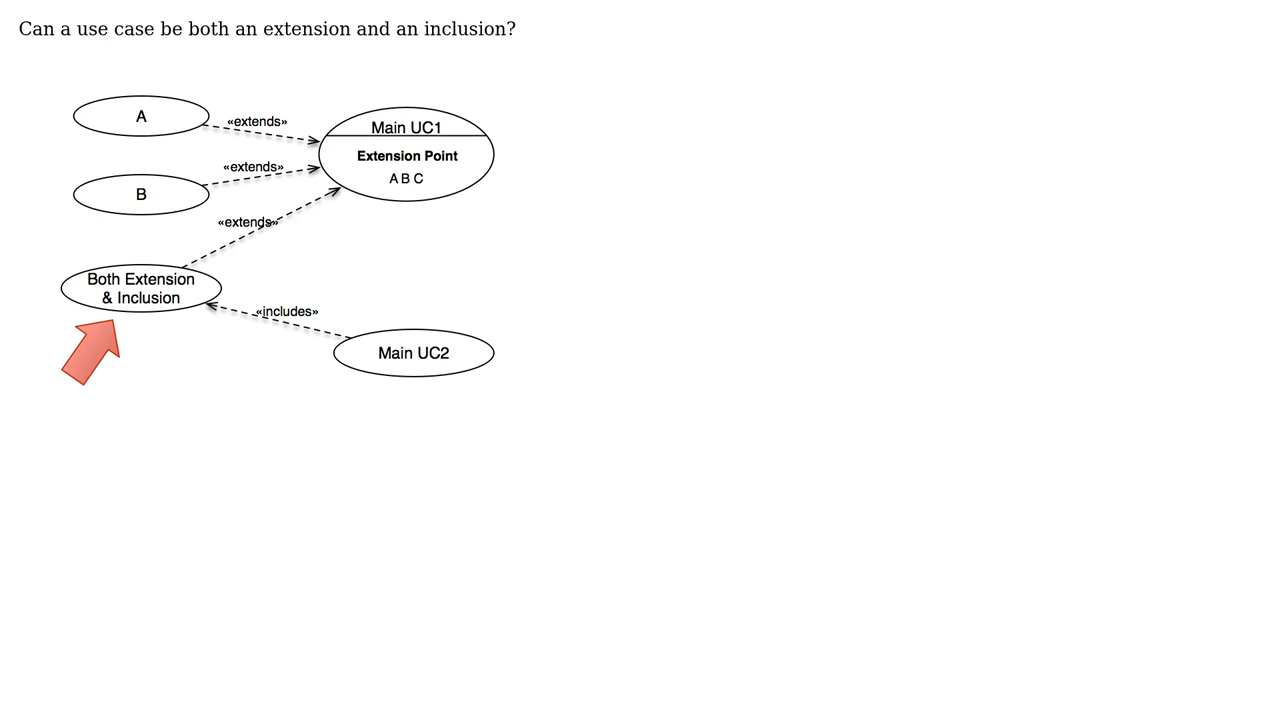 Can a use case be both an extension and an inclusion?
A
«extends»
Main UC1
Extension Point
A B C
«extends»
B
«extends»
Both Extension
& Inclusion
«includes»
Main UC2